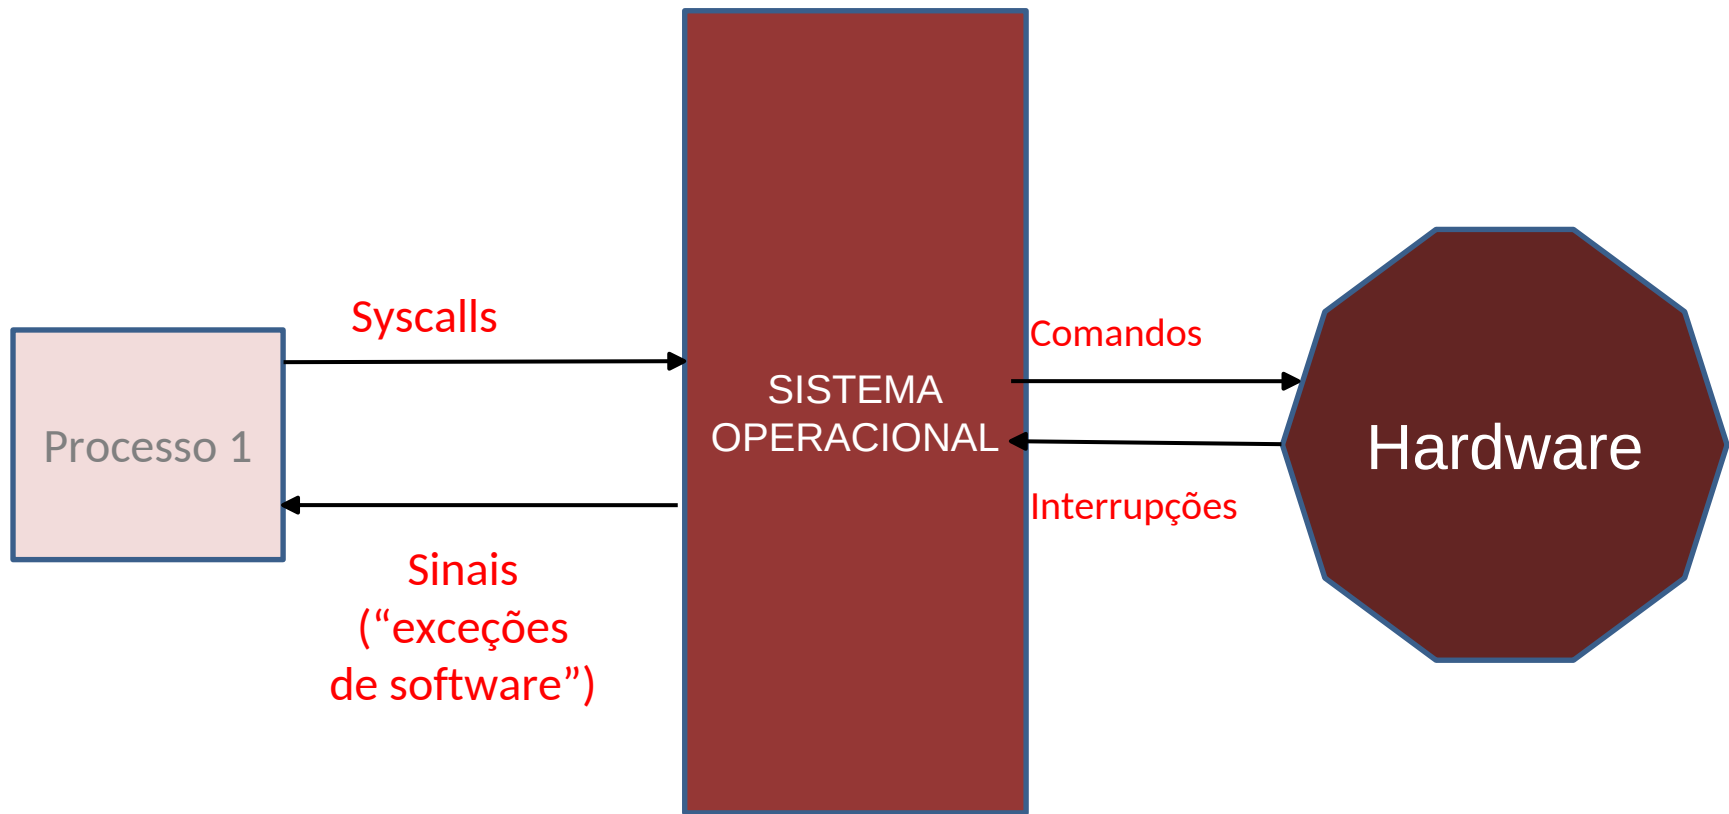 Syscalls
Processo 1
Sinais
(“exceções
de software”)
SISTEMA
OPERACIONAL
Comandos
Interrupções
Hardware